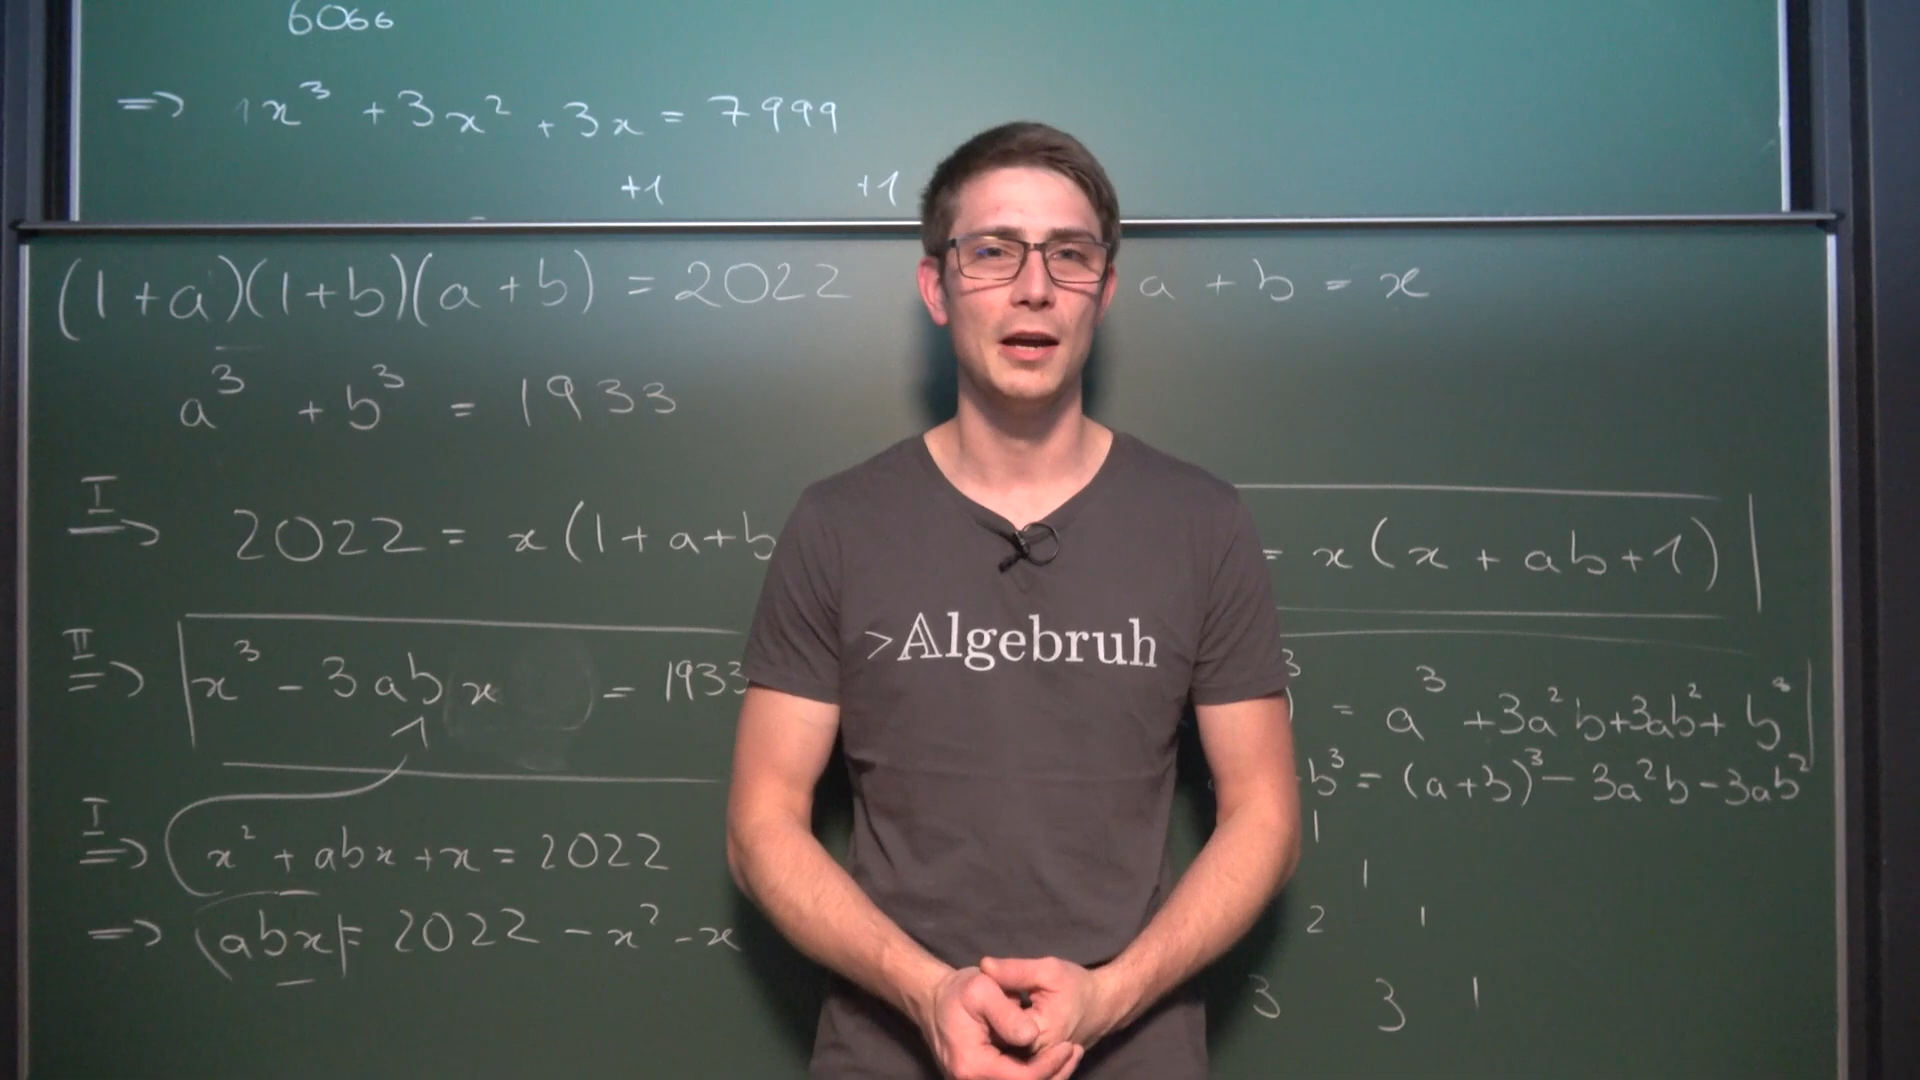 6066
=> 1x³ + 3x² + 3x = 7999
+1 +1
(1+a)(1+b)(a+b) = 2022
a + b = x
a³ + b³ = 1933
I => 2022 = x(1+a+b
= x(x + ab + 1)
II => x³ - 3abx = 1933
³ = a³ + 3a²b + 3ab² + b³
b³ = (a+b)³ - 3a²b - 3ab²
I => x² + abx + x = 2022
=> (abx) = 2022 - x² - x
1
1
2 1
3 3 1
>Algebruh